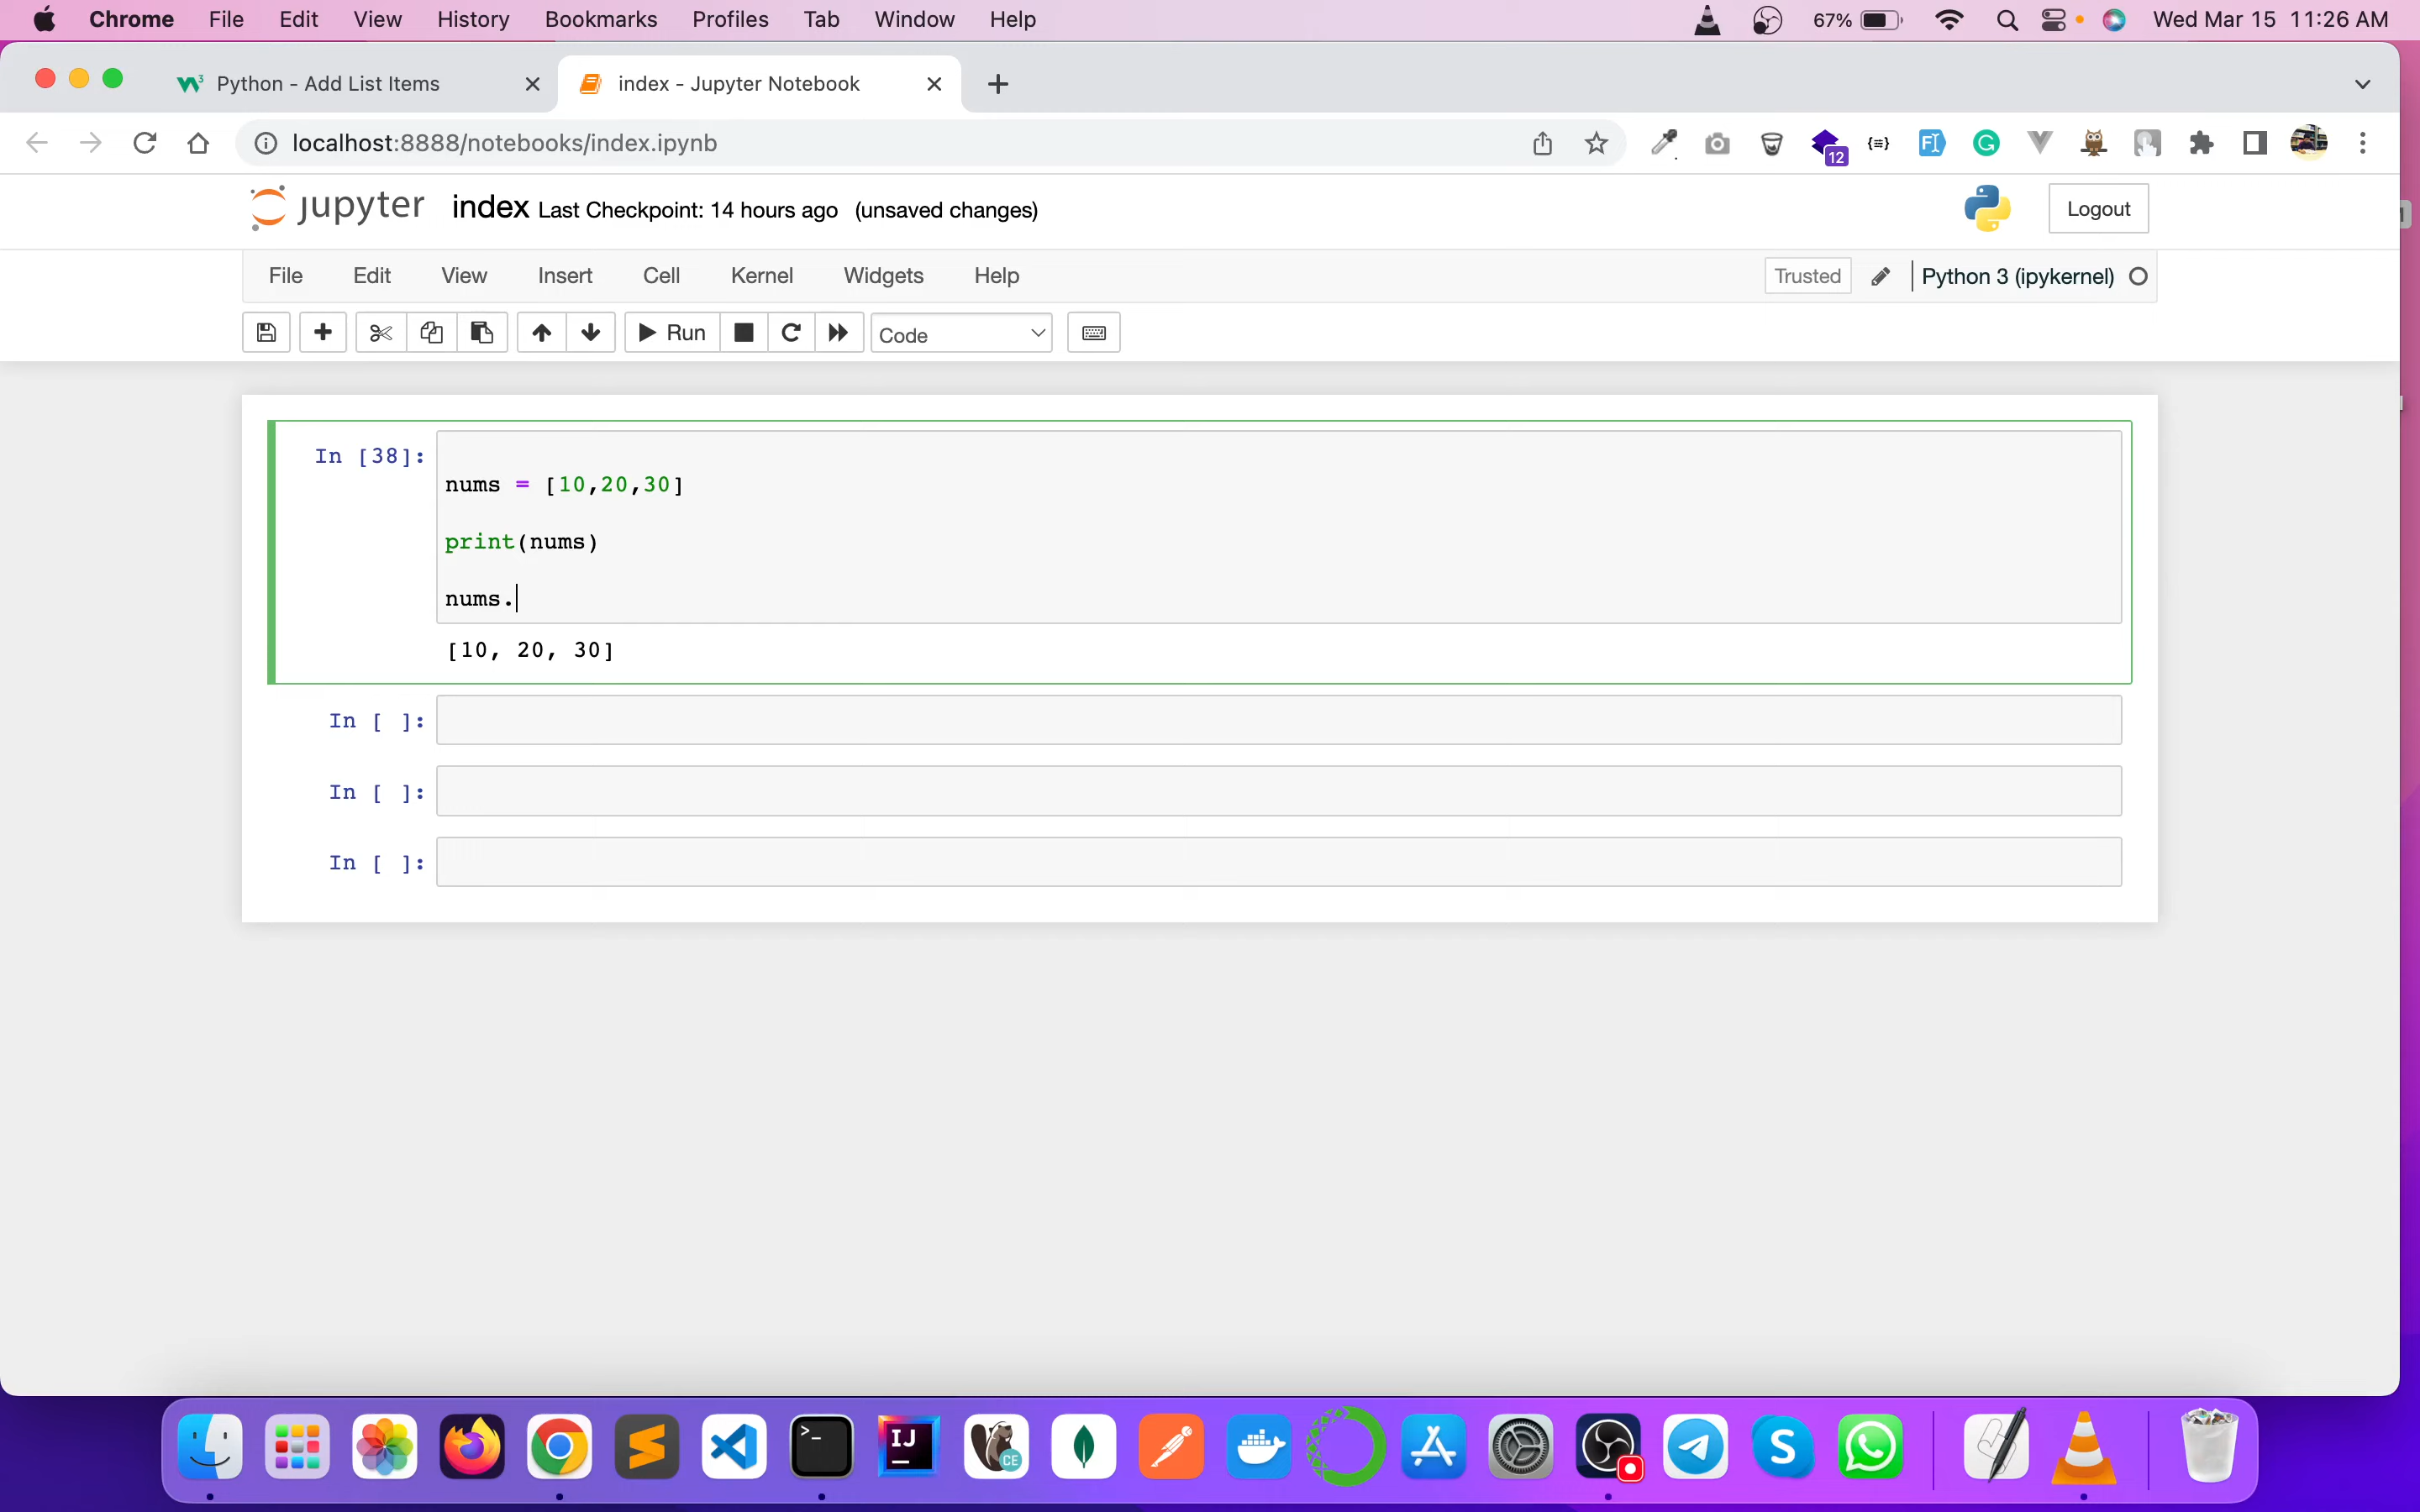 Chrome File Edit View History Bookmarks Profiles Tab Window Help 67% Wed Mar 15 11:26 AM
Python - Add List Items index - Jupyter Notebook
localhost:8888/notebooks/index.ipynb 12
jupyter index Last Checkpoint: 14 hours ago (unsaved changes) Logout
File Edit View Insert Cell Kernel Widgets Help Trusted Python 3 (ipykernel)
Run Code
In [38]:
nums = [10,20,30]
print(nums)
nums.
[10, 20, 30]
In [ ]:
In [ ]:
In [ ]:
IJ CE